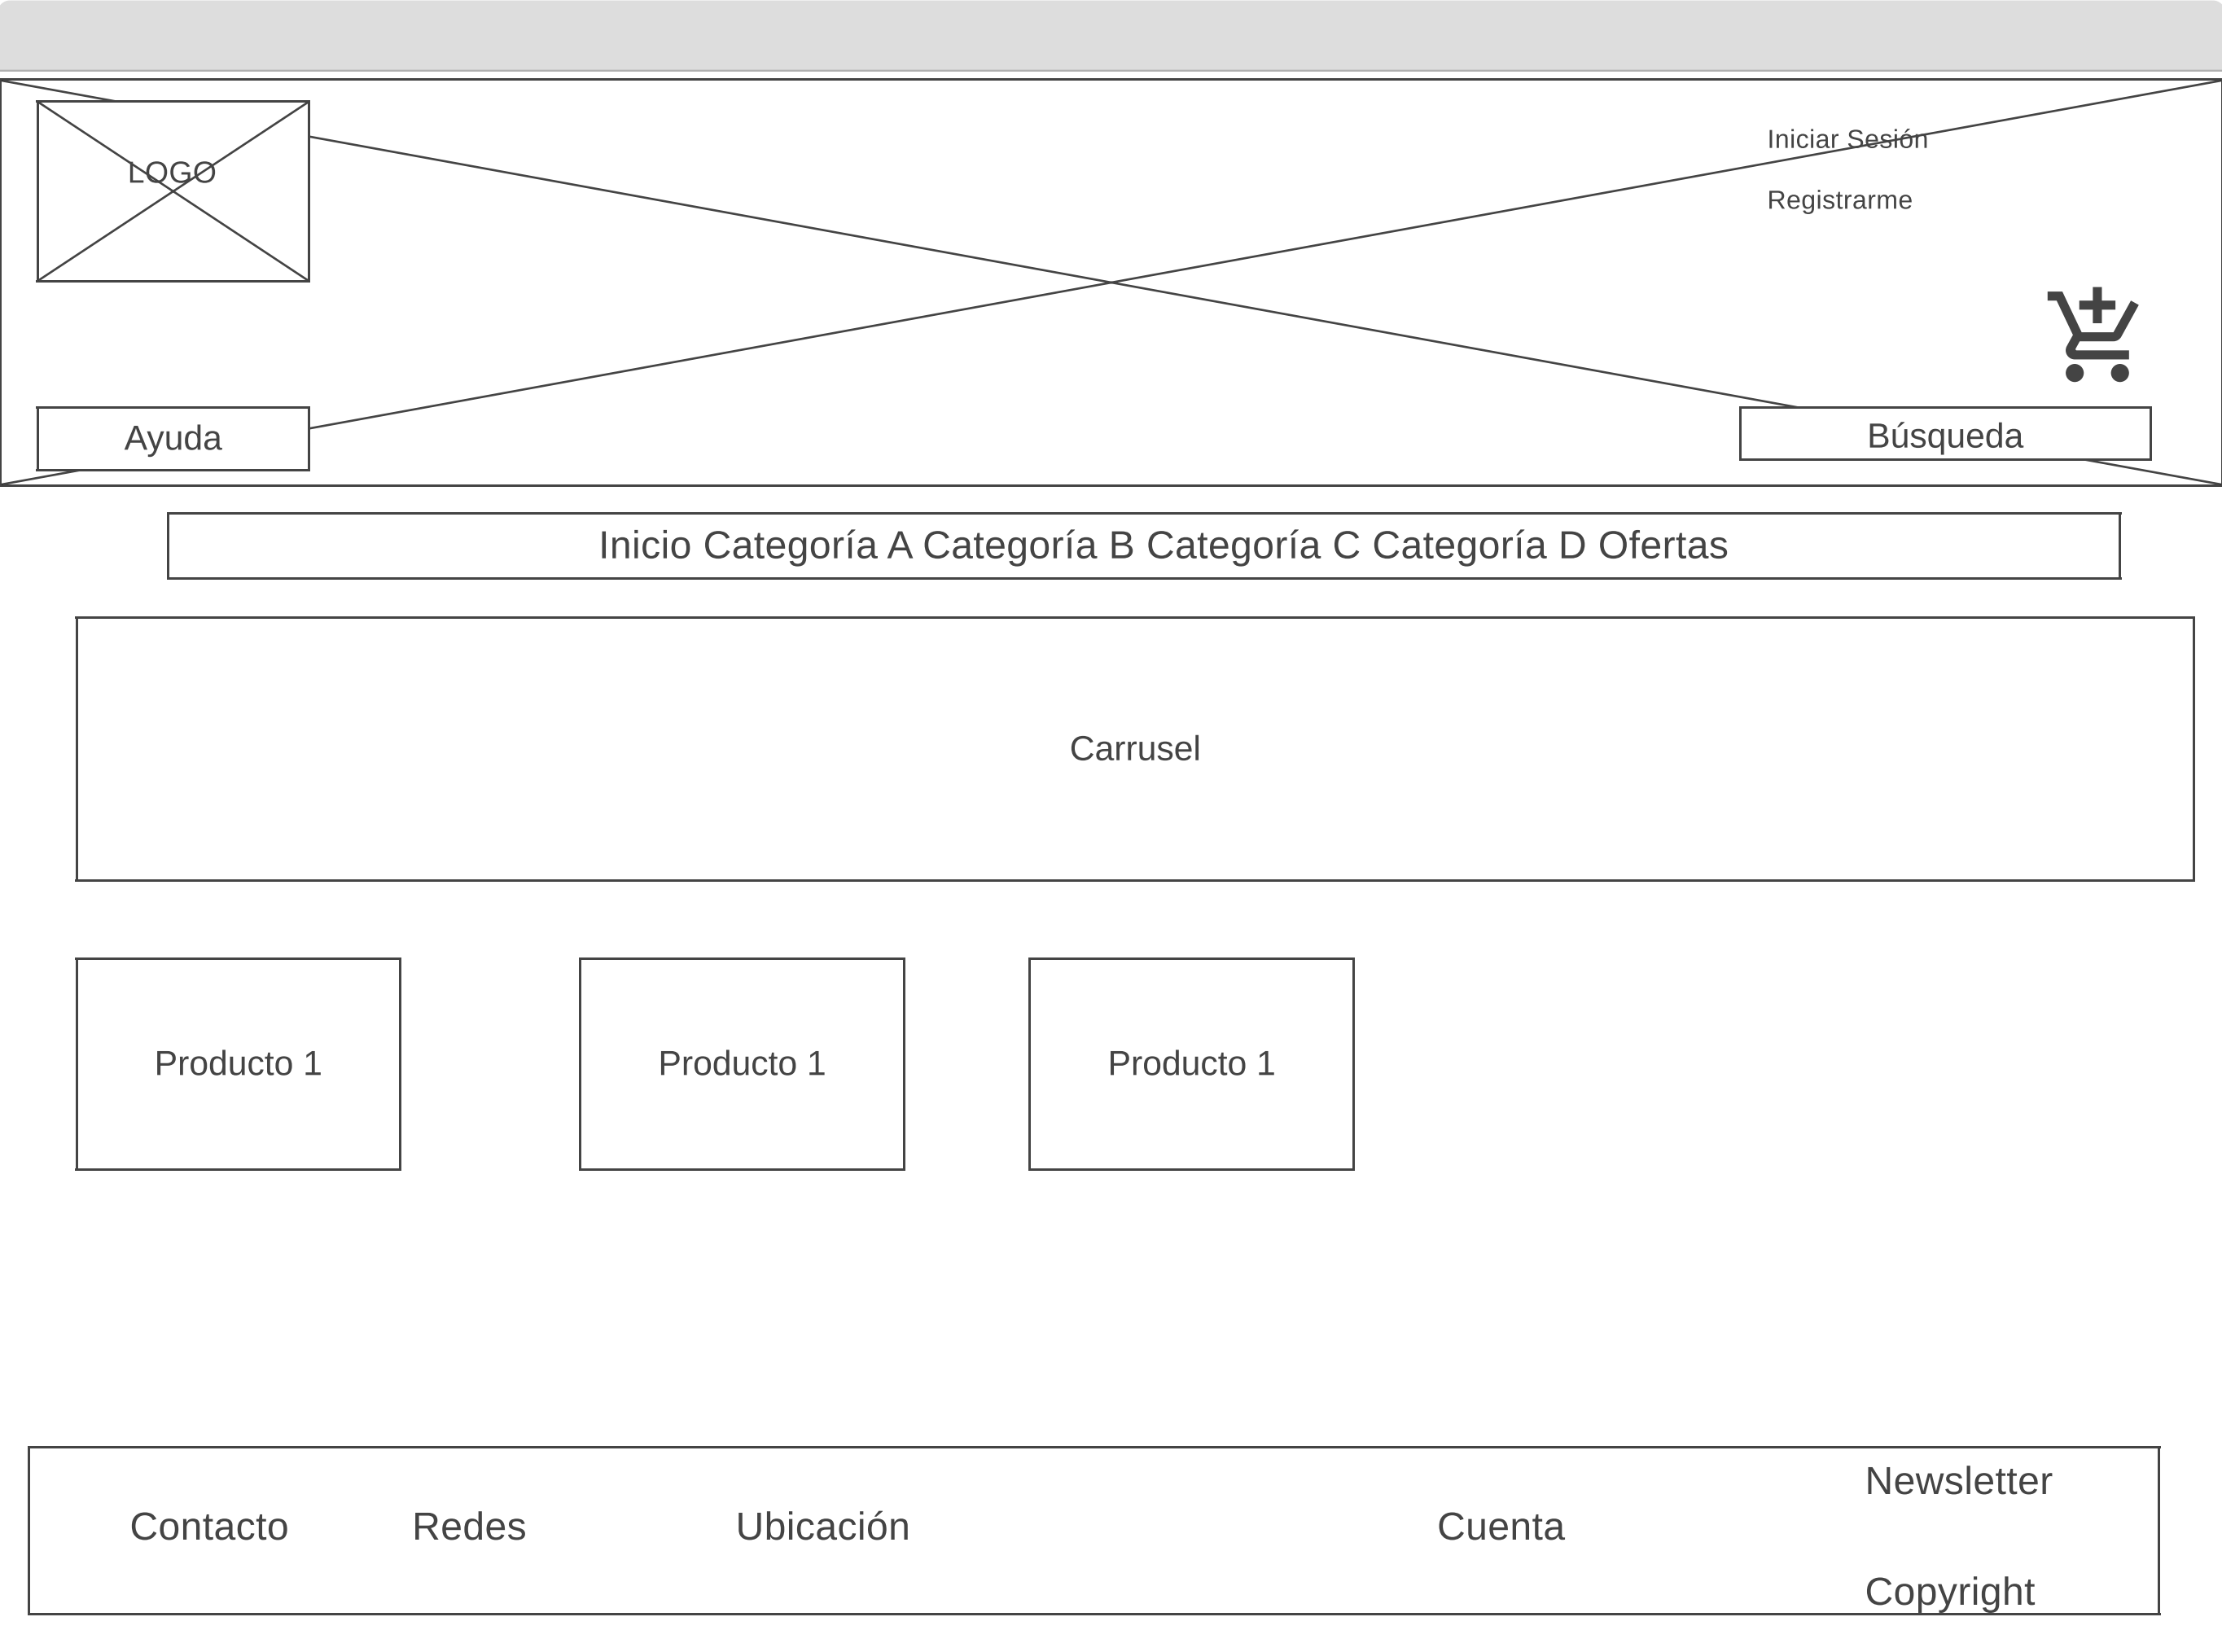 LOGO
Iniciar Sesión
Registrarme
Ayuda
Búsqueda
Inicio Categoría A Categoría B Categoría C Categoría D Ofertas
Carrusel
Producto 1
Producto 1
Producto 1
Contacto
Redes
Ubicación
Cuenta
Newsletter
Copyright